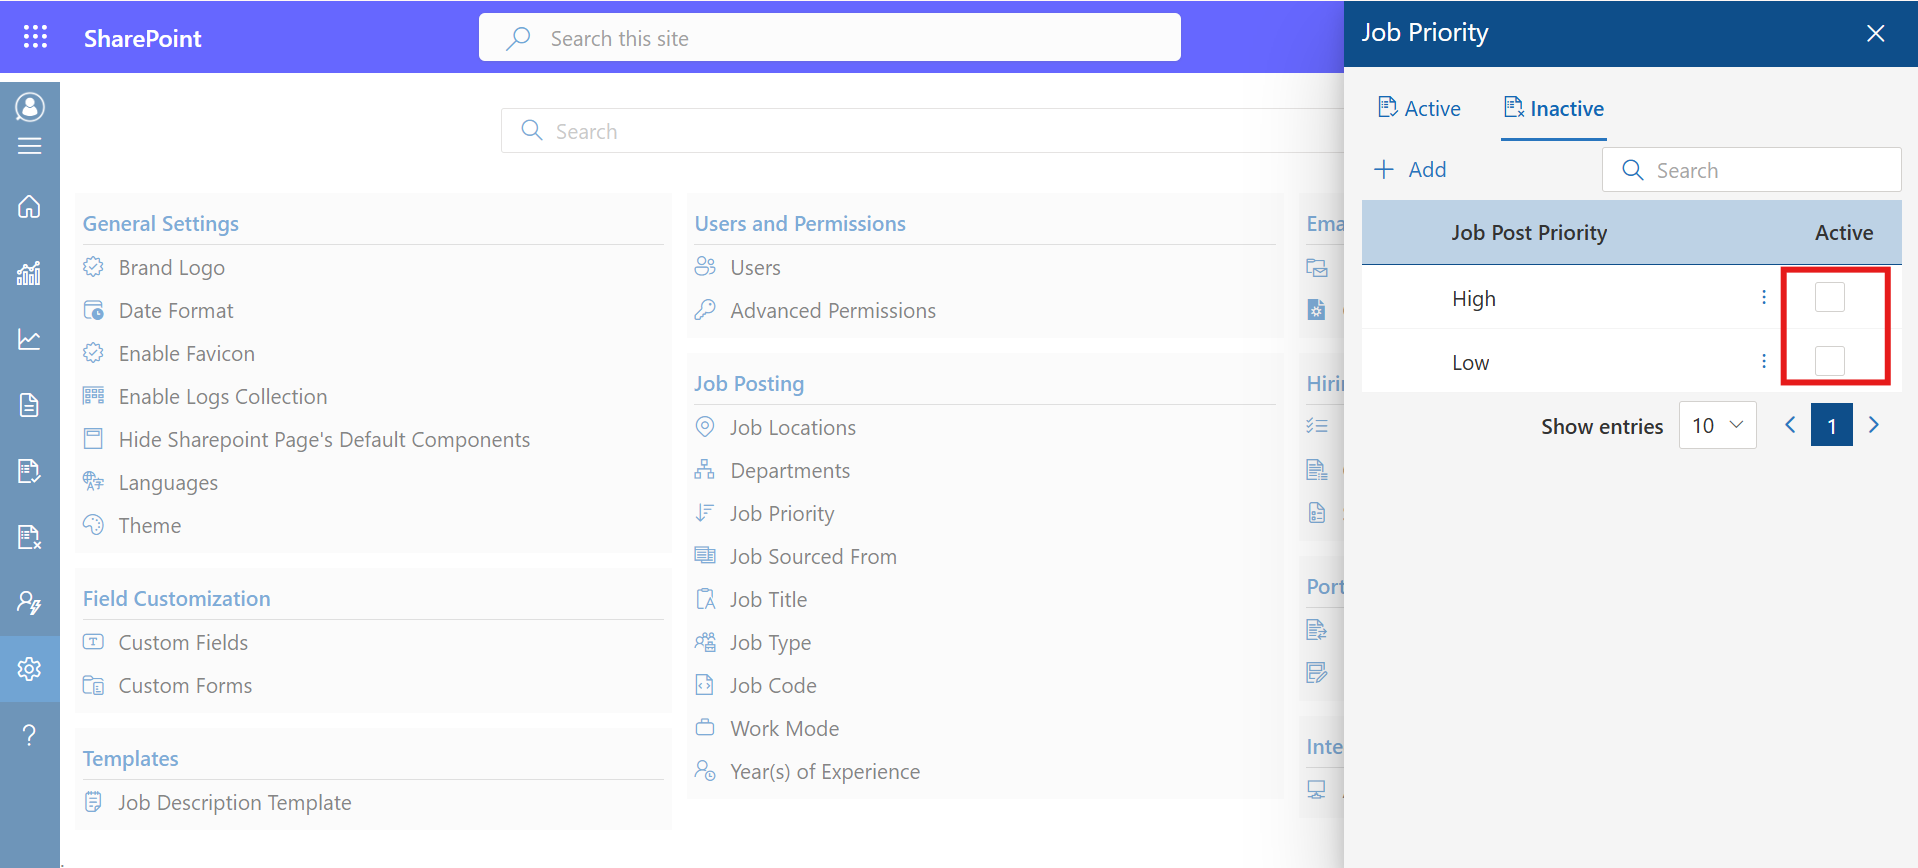 SharePoint
Search this site
Job Priority
Active
Inactive
Search
Add
Search
Job Post Priority
Active
High
Low
Show entries
10
1
General Settings
Brand Logo
Date Format
Enable Favicon
Enable Logs Collection
Hide Sharepoint Page's Default Components
Languages
Theme
Field Customization
Custom Fields
Custom Forms
Templates
Job Description Template
Users and Permissions
Users
Advanced Permissions
Job Posting
Job Locations
Departments
Job Priority
Job Sourced From
Job Title
Job Type
Job Code
Work Mode
Year(s) of Experience
Ema
Hirin
Port
Inte